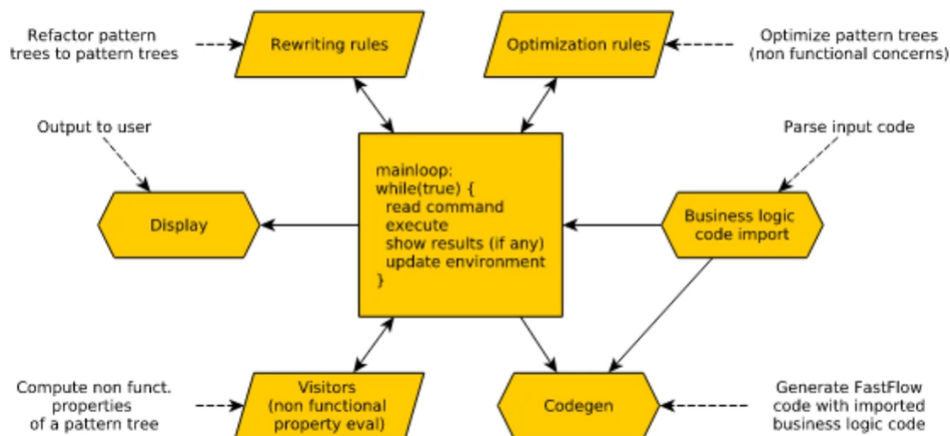 Refactor pattern
trees to pattern trees
Rewriting rules
Optimization rules
Optimize pattern trees
(non functional concerns)
Output to user
Parse input code
mainloop:
while(true) {
read command
execute
show results (if any)
update environment
}
Display
Business logic
code import
Compute non funct.
properties
of a pattern tree
Visitors
(non functional
property eval)
Codegen
Generate FastFlow
code with imported
business logic code